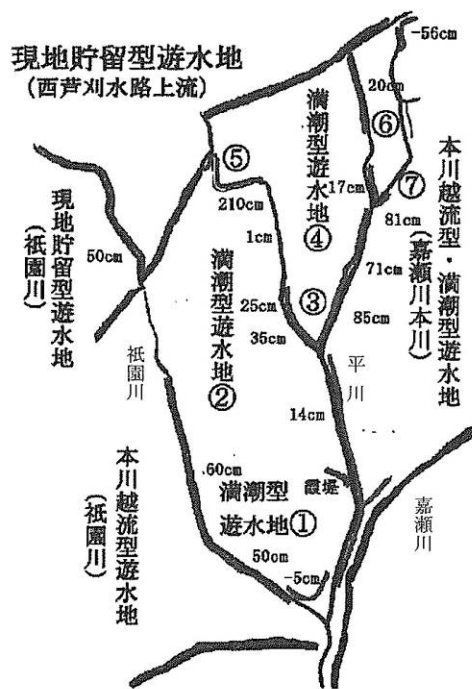 現地貯留型遊水地
(西芦刈水路上流)
-56cm
20cm
⑥
満潮型遊水地④
⑤
⑦
17cm
210cm
81cm
本川越流型・満潮型遊水地
(嘉瀬川本川)
現地貯留型遊水地
(祇園川)
50cm
1cm
満潮型遊水地②
71cm
25cm
③
85cm
35cm
祇園川
平川
14cm
.60cm
霞堤
満潮型
遊水地①
嘉瀬川
本川越流型遊水地
(祇園川)
50cm
-5cm